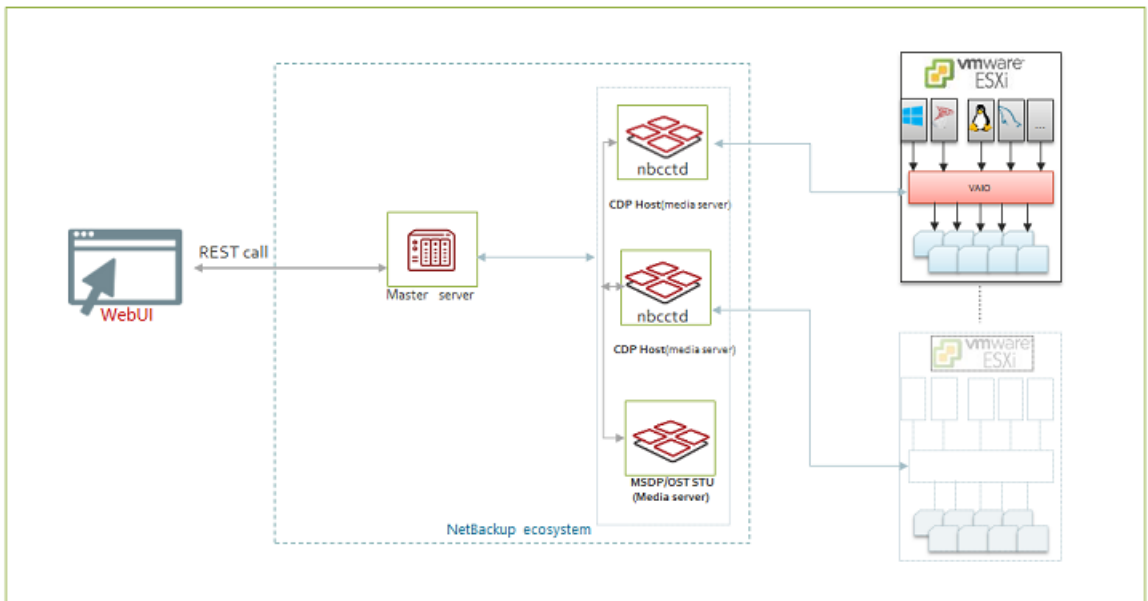 vmware
ESXi
...
VAIO
nbcctd
CDP Host(media server)
REST call
WebUI
Master server
nbcctd
CDP Host(media server)
vmware
ESXi
MSDP/OST STU
(Media server)
NetBackup ecosystem